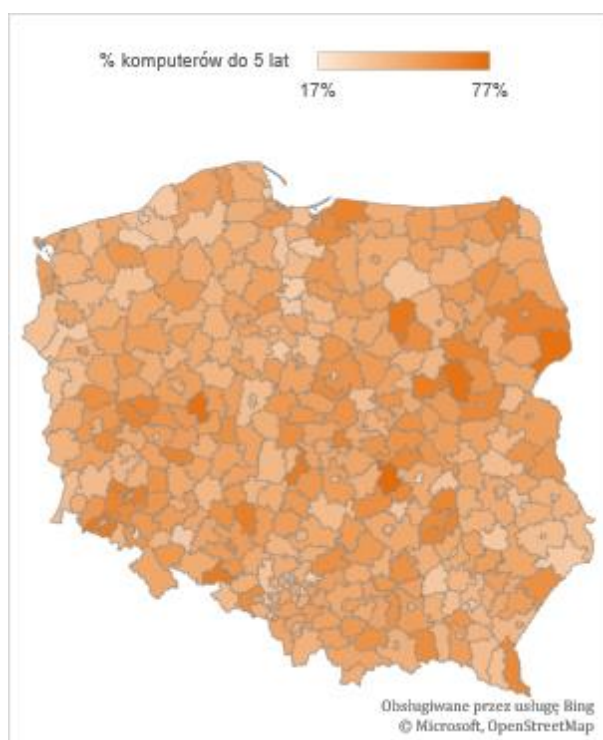 % komputerów do 5 lat
17%
77%
Obsługiwane przez usługę Bing
© Microsoft, OpenStreetMap